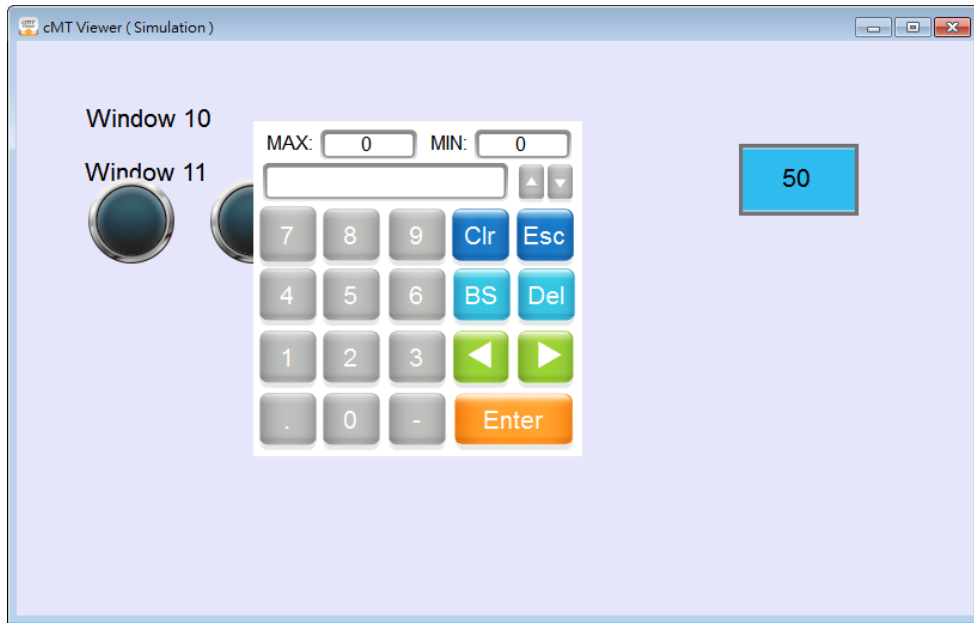 cMT Viewer ( Simulation )
Window 10
Window 11
MAX: 0 MIN: 0
50
7 8 9 Clr Esc
4 5 6 BS Del
1 2 3
. 0 - Enter